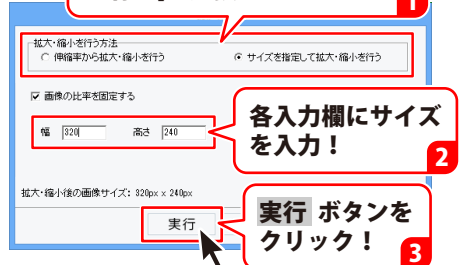 1
拡大・縮小を行う方法
伸縮率から拡大・縮小を行う
サイズを指定して拡大・縮小を行う
画像の比率を固定する
幅 320 高さ 240
各入力欄にサイズ
を入力！
2
拡大・縮小後の画像サイズ: 320px x 240px
実行
実行 ボタンを
クリック！
3